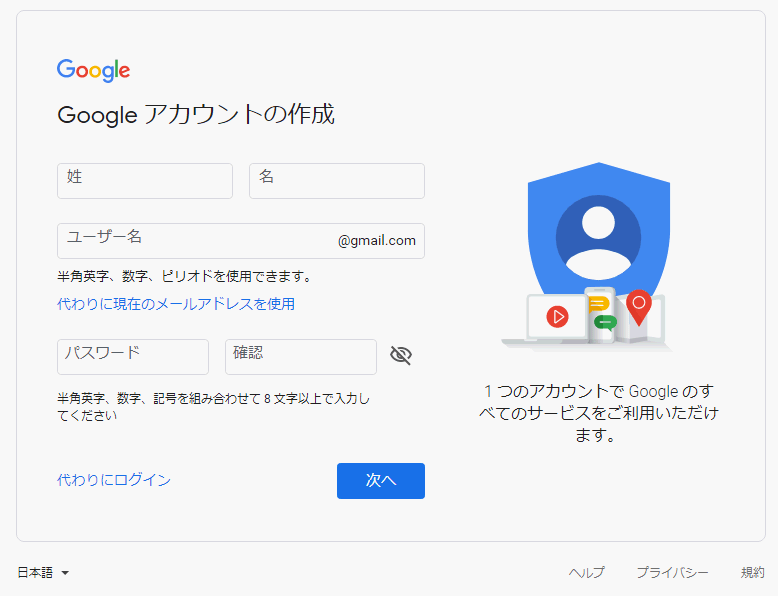 Google
Google アカウントの作成
姓
名
ユーザー名
@gmail.com
半角英字、数字、ピリオドを使用できます。
代わりに現在のメールアドレスを使用
パスワード
確認
半角英字、数字、記号を組み合わせて 8 文字以上で入力し
てください
代わりにログイン
次へ
1 つのアカウントで Google のす
べてのサービスをご利用いただけ
ます。
日本語
ヘルプ
プライバシー
規約